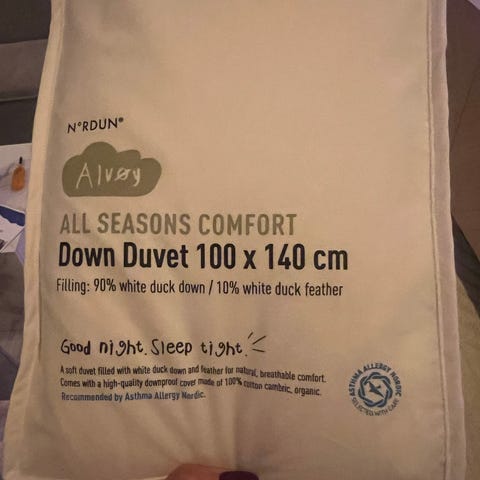 N°RDUN®
Alvøy
ALL SEASONS COMFORT
Down Duvet 100 x 140 cm
Filling: 90% white duck down / 10% white duck feather
Good night. Sleep tight.
A soft duvet filled with white duck down and feather for natural, breathable comfort.
Comes with a high-quality downproof cover made of 100% cotton cambric, organic.
Recommended by Asthma Allergy Nordic.
ASTHMA ALLERGY NORDIC
SELECTED WITH CARE